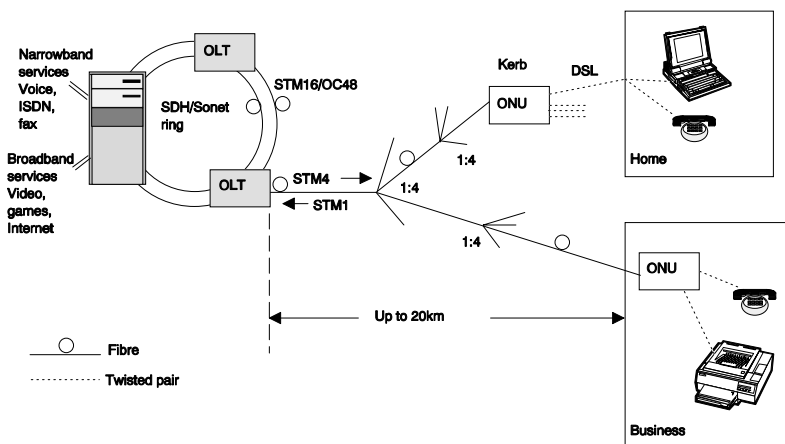 Narrowband
services
Voice,
ISDN,
fax
Broadband
services
Video,
games,
Internet
OLT
SDH/Sonet
ring
STM16/OC48
OLT
STM4
STM1
1:4
1:4
1:4
Kerb
ONU
DSL
Home
ONU
Business
Up to 20km
Fibre
Twisted pair